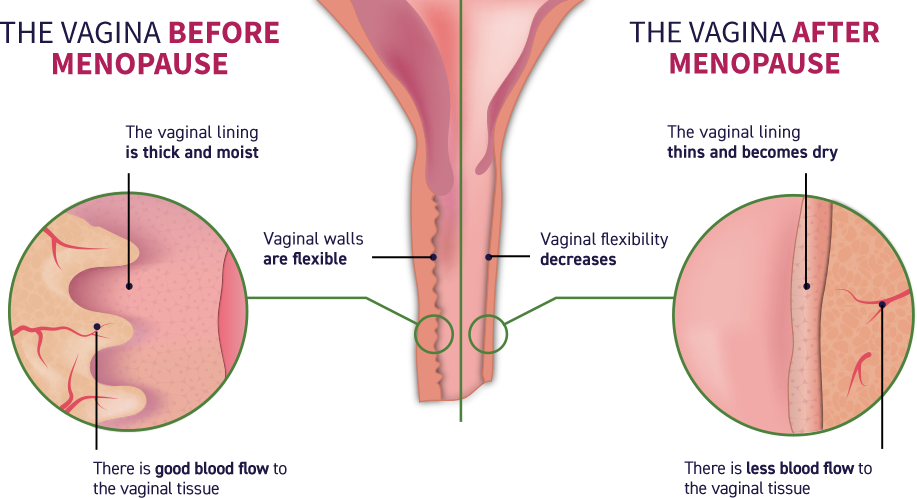 THE VAGINA BEFORE
MENOPAUSE
The vaginal lining
is thick and moist
Vaginal walls
are flexible
There is good blood flow to
the vaginal tissue
THE VAGINA AFTER
MENOPAUSE
The vaginal lining
thins and becomes dry
Vaginal flexibility
decreases
There is less blood flow to
the vaginal tissue